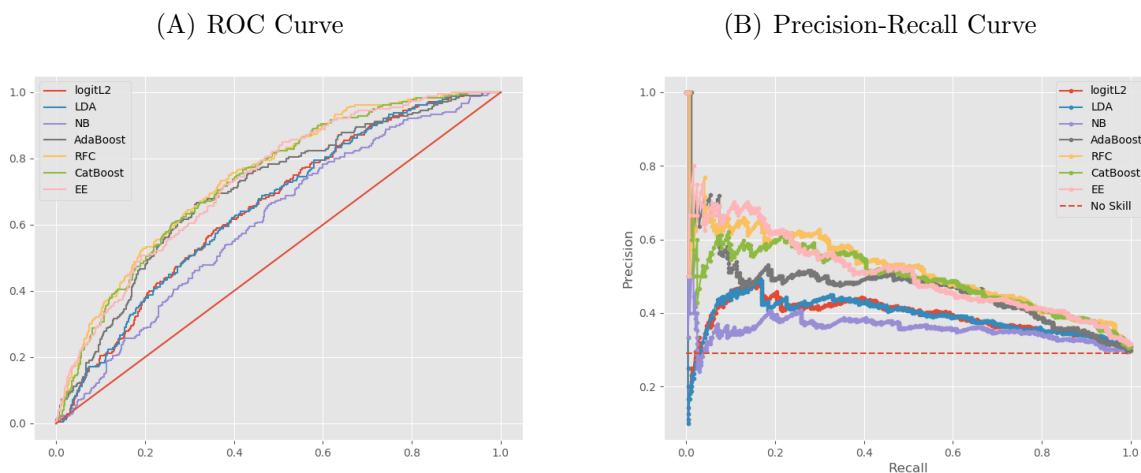 (A) ROC Curve
1.0
0.8
0.6
0.4
0.2
0.0
logitL2
LDA
NB
AdaBoost
RFC
CatBoost
EE
0.0 0.2 0.4 0.6 0.8 1.0
(B) Precision-Recall Curve
Precision
1.0
0.8
0.6
0.4
0.2
logitL2
LDA
NB
AdaBoost
RFC
CatBoost
EE
No Skill
0.0 0.2 0.4 0.6 0.8 1.0
Recall